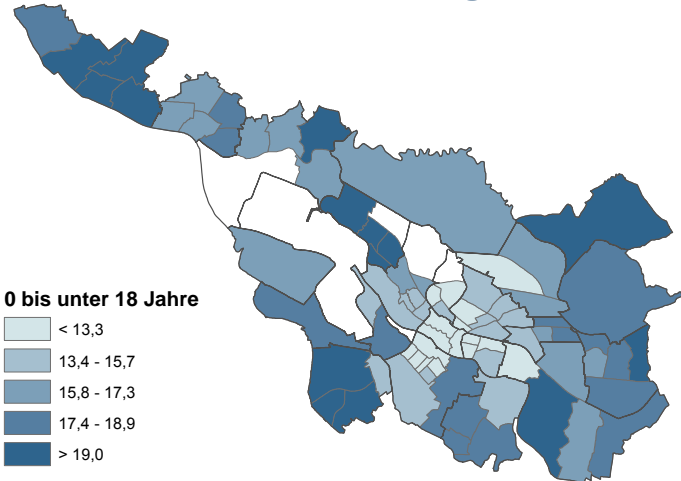 0 bis unter 18 Jahre
< 13,3
13,4 - 15,7
15,8 - 17,3
17,4 - 18,9
> 19,0